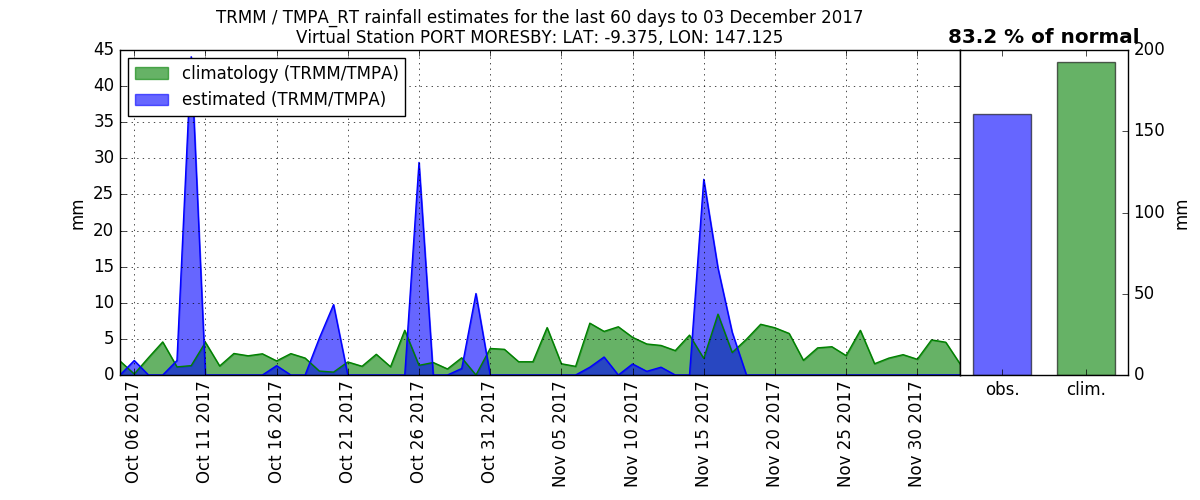 TRMM / TMPA_RT rainfall estimates for the last 60 days to 03 December 2017
Virtual Station PORT MORESBY: LAT: -9.375, LON: 147.125
83.2 % of normal
climatology (TRMM/TMPA)
estimated (TRMM/TMPA)
mm
45
40
35
30
25
20
15
10
5
0
Oct 06 2017
Oct 11 2017
Oct 16 2017
Oct 21 2017
Oct 26 2017
Oct 31 2017
Nov 05 2017
Nov 10 2017
Nov 15 2017
Nov 20 2017
Nov 25 2017
Nov 30 2017
obs.
clim.
200
150
100
50
0
mm